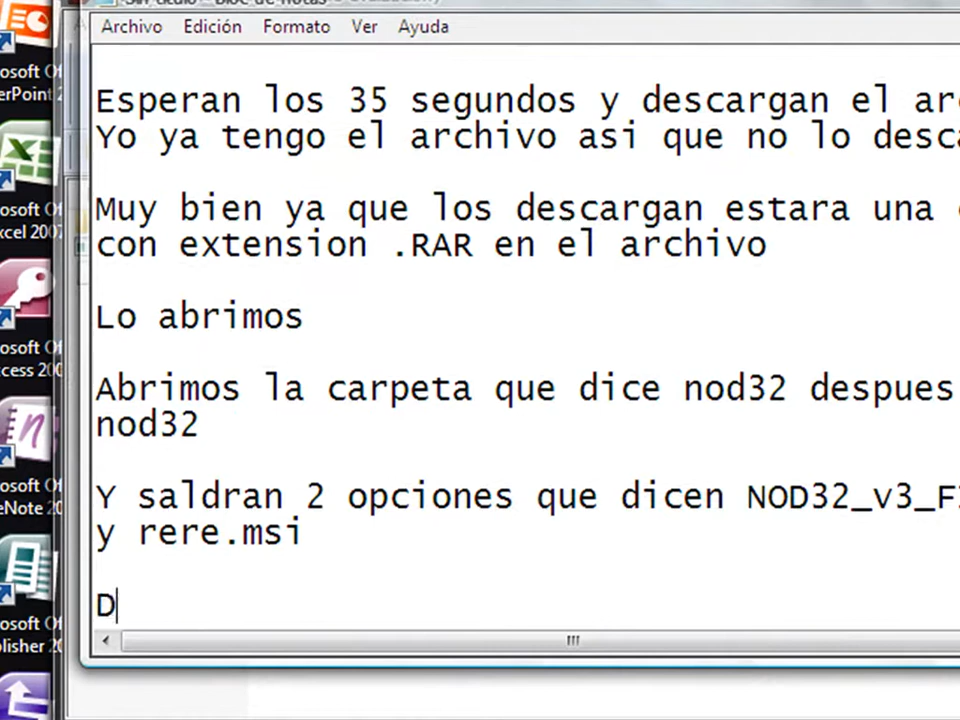 Archivo Edición Formato Ver Ayuda
Esperan los 35 segundos y descargan el
Yo ya tengo el archivo asi que no lo
Muy bien ya que los descargan estara una
con extension .RAR en el archivo
Lo abrimos
Abrimos la carpeta que dice nod32 despues
nod32
Y saldran 2 opciones que dicen NOD32_v3_F
y rere.msi
D